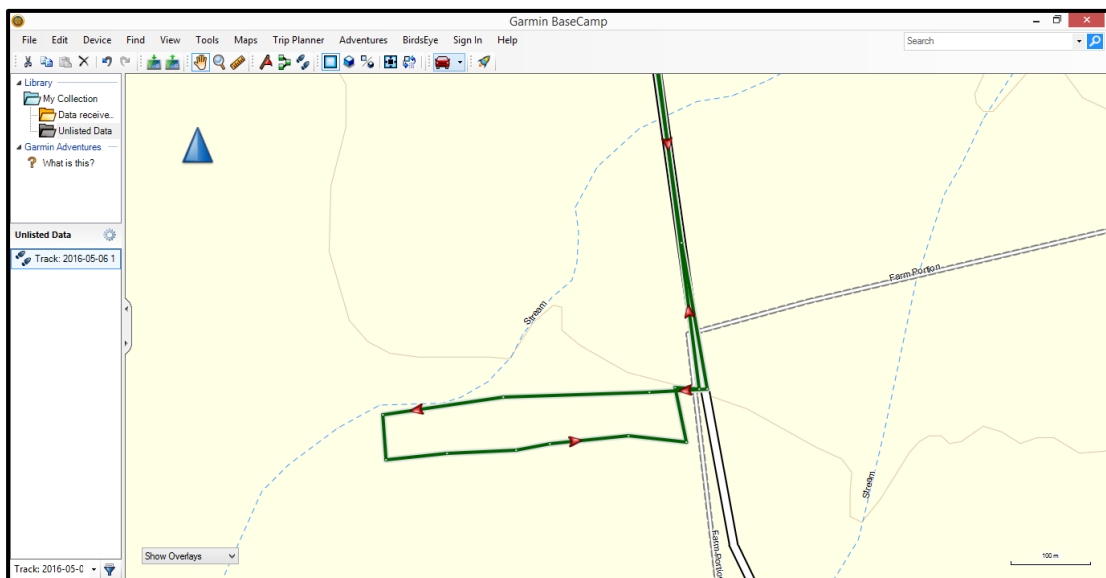 Garmin BaseCamp
File Edit Device Find View Tools Maps Trip Planner Adventures BirdsEye Sign In Help
Search
Library
My Collection
Data receive..
Unlisted Data
Garmin Adventures
? What is this?
Unlisted Data
Track: 2016-05-06 1
Farm Portion
Stream
Stream
Farm Portion
Show Overlays
100 m
Track: 2016-05-0